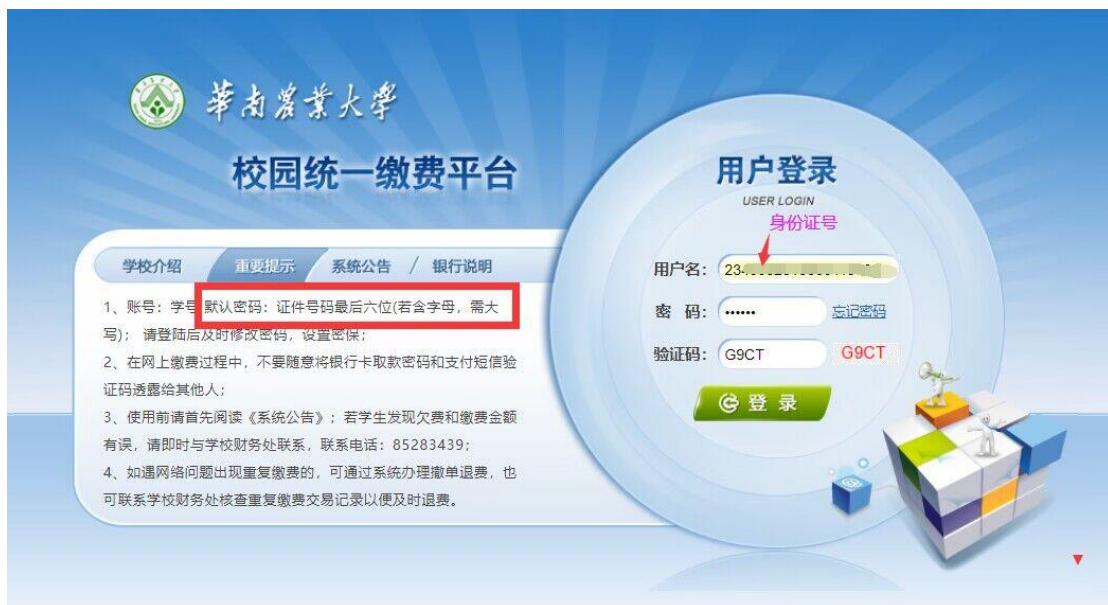 華南農業大學
校园统一缴费平台
学校介绍 重要提示 系统公告 / 银行说明
1、账号：学号 默认密码：证件号码最后六位(若含字母，需大
写)； 请登陆后及时修改密码，设置密保；
2、在网上缴费过程中，不要随意将银行卡取款密码和支付短信验
证码透露给其他人；
3、使用前请首先阅读《系统公告》；若学生发现欠费和缴费金额
有误，请即时与学校财务处联系，联系电话：85283439；
4、如遇网络问题出现重复缴费的，可通过系统办理撤单退费，也
可联系学校财务处核查重复缴费交易记录以便及时退费。
用户登录
USER LOGIN
身份证号
用户名： 23
密 码： •••••• 忘记密码
验证码： G9CT G9CT
登 录